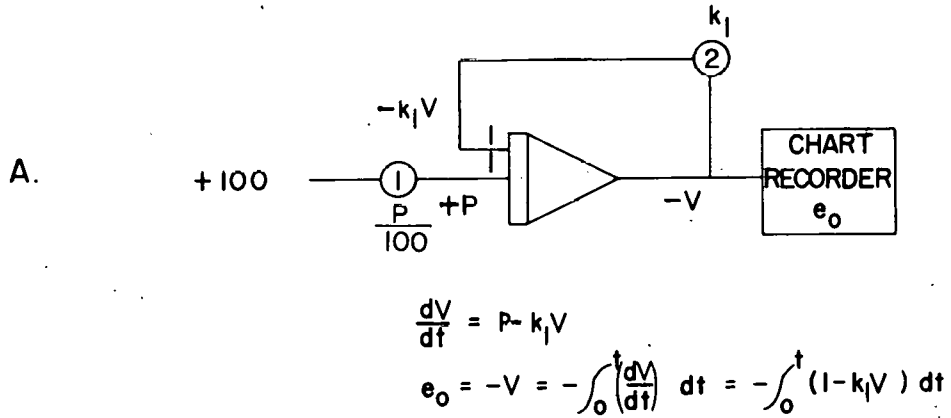 k₁
②
-k₁V
A.
+100
①
+P
P/100
-V
CHART
RECORDER
e₀
dV/dt = P- k₁V
e₀ = -V = -∫₀ᵗ(dV/dt) dt = -∫₀ᵗ (1-k₁V) dt